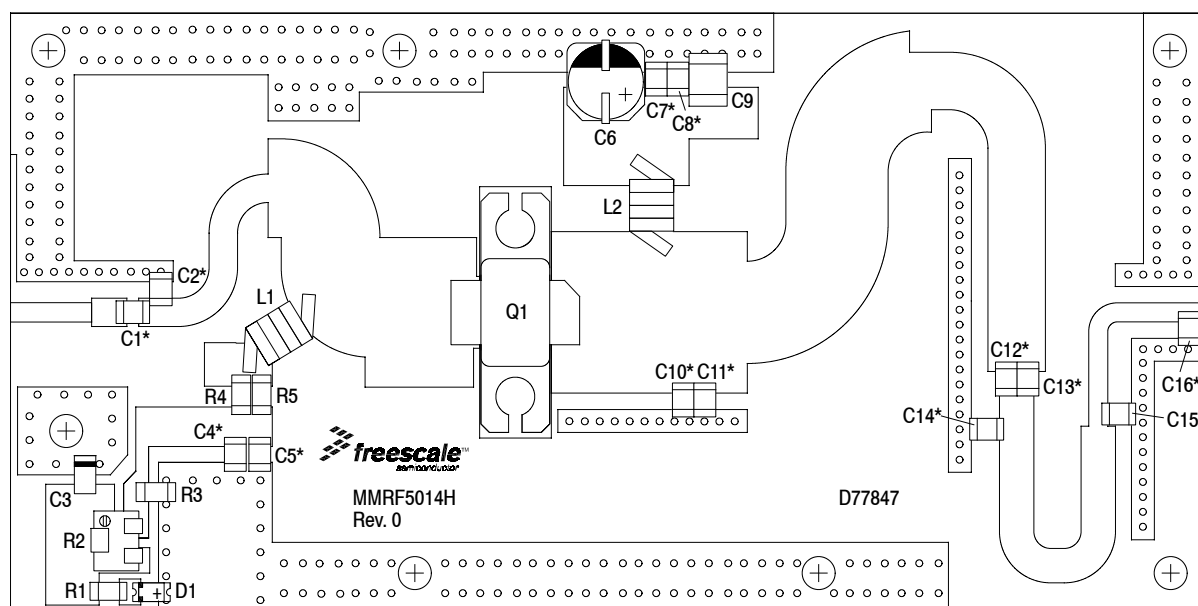 C7*
C8*
C9
C6
L2
C2*
L1
C1*
Q1
C10* C11*
C12*
C13*
C16*
R4
R5
C14*
C15
C4*
C5*
freescale™
semiconductor
C3
R3
MMRF5014H
Rev. 0
D77847
R2
R1
D1